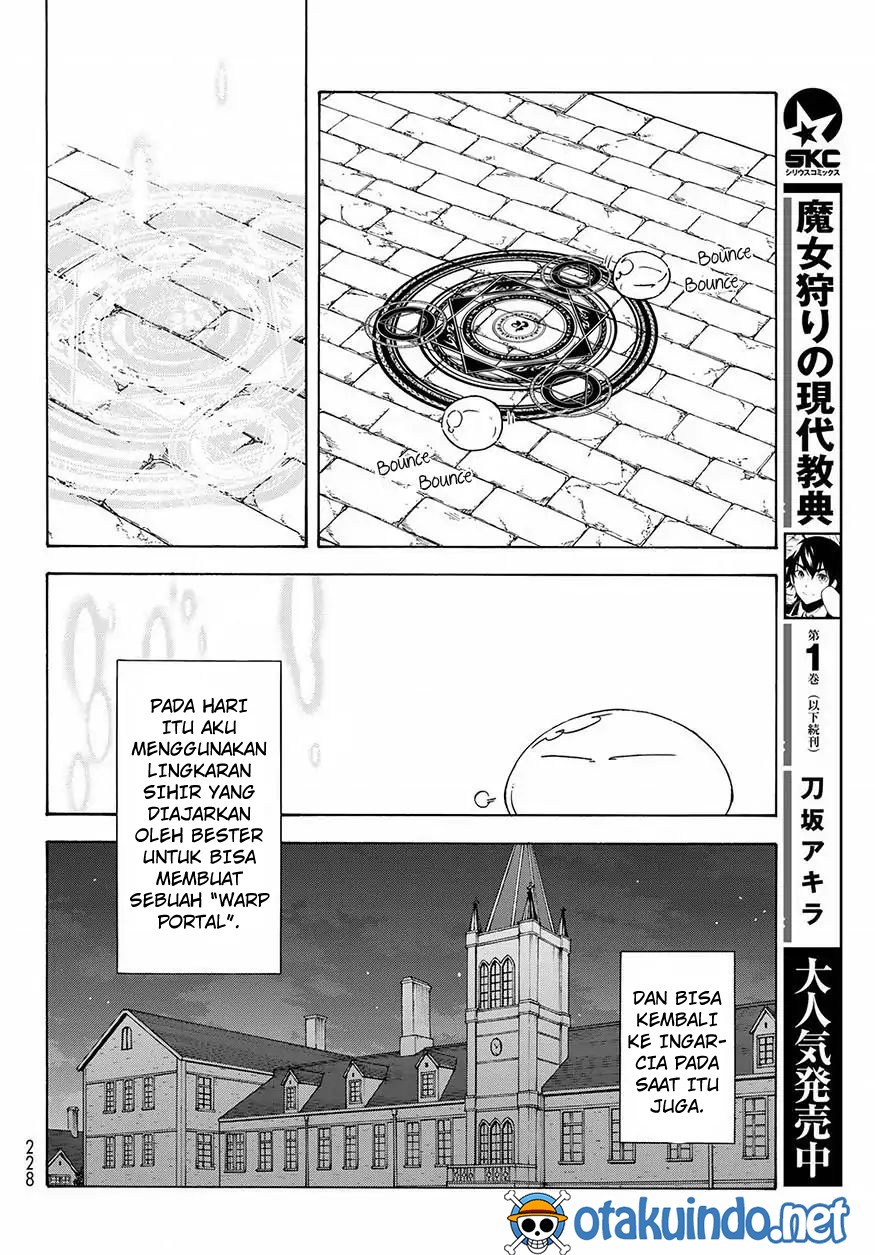 Bounce
Bounce
Bounce
Bounce
PADA HARI
ITU AKU
MENGGUNAKAN
LINGKARAN
SIHIR YANG
DIAJARKAN
OLEH BESTER
UNTUK BISA
MEMBUAT
SEBUAH “WARP
PORTAL”.
DAN BISA
KEMBALI
KE INGAR-
CIA PADA
SAAT ITU
JUGA.
SKC
シリウスコミックス
魔女狩りの現代教典
第1巻(以下続刊)
刀坂アキラ
大人気発売中
228
otakuindo.net